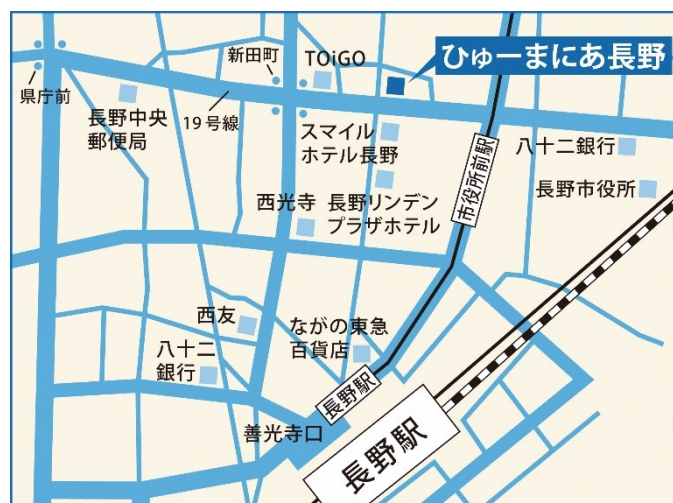 ひゅーまにあ長野
新田町
TOiGO
県庁前
長野中央
郵便局
19号線
スマイル
ホテル長野
八十二銀行
市役所前駅
長野市役所
西光寺
長野リンデン
プラザホテル
西友
ながの東急
百貨店
八十二
銀行
長野駅
善光寺口
長野駅